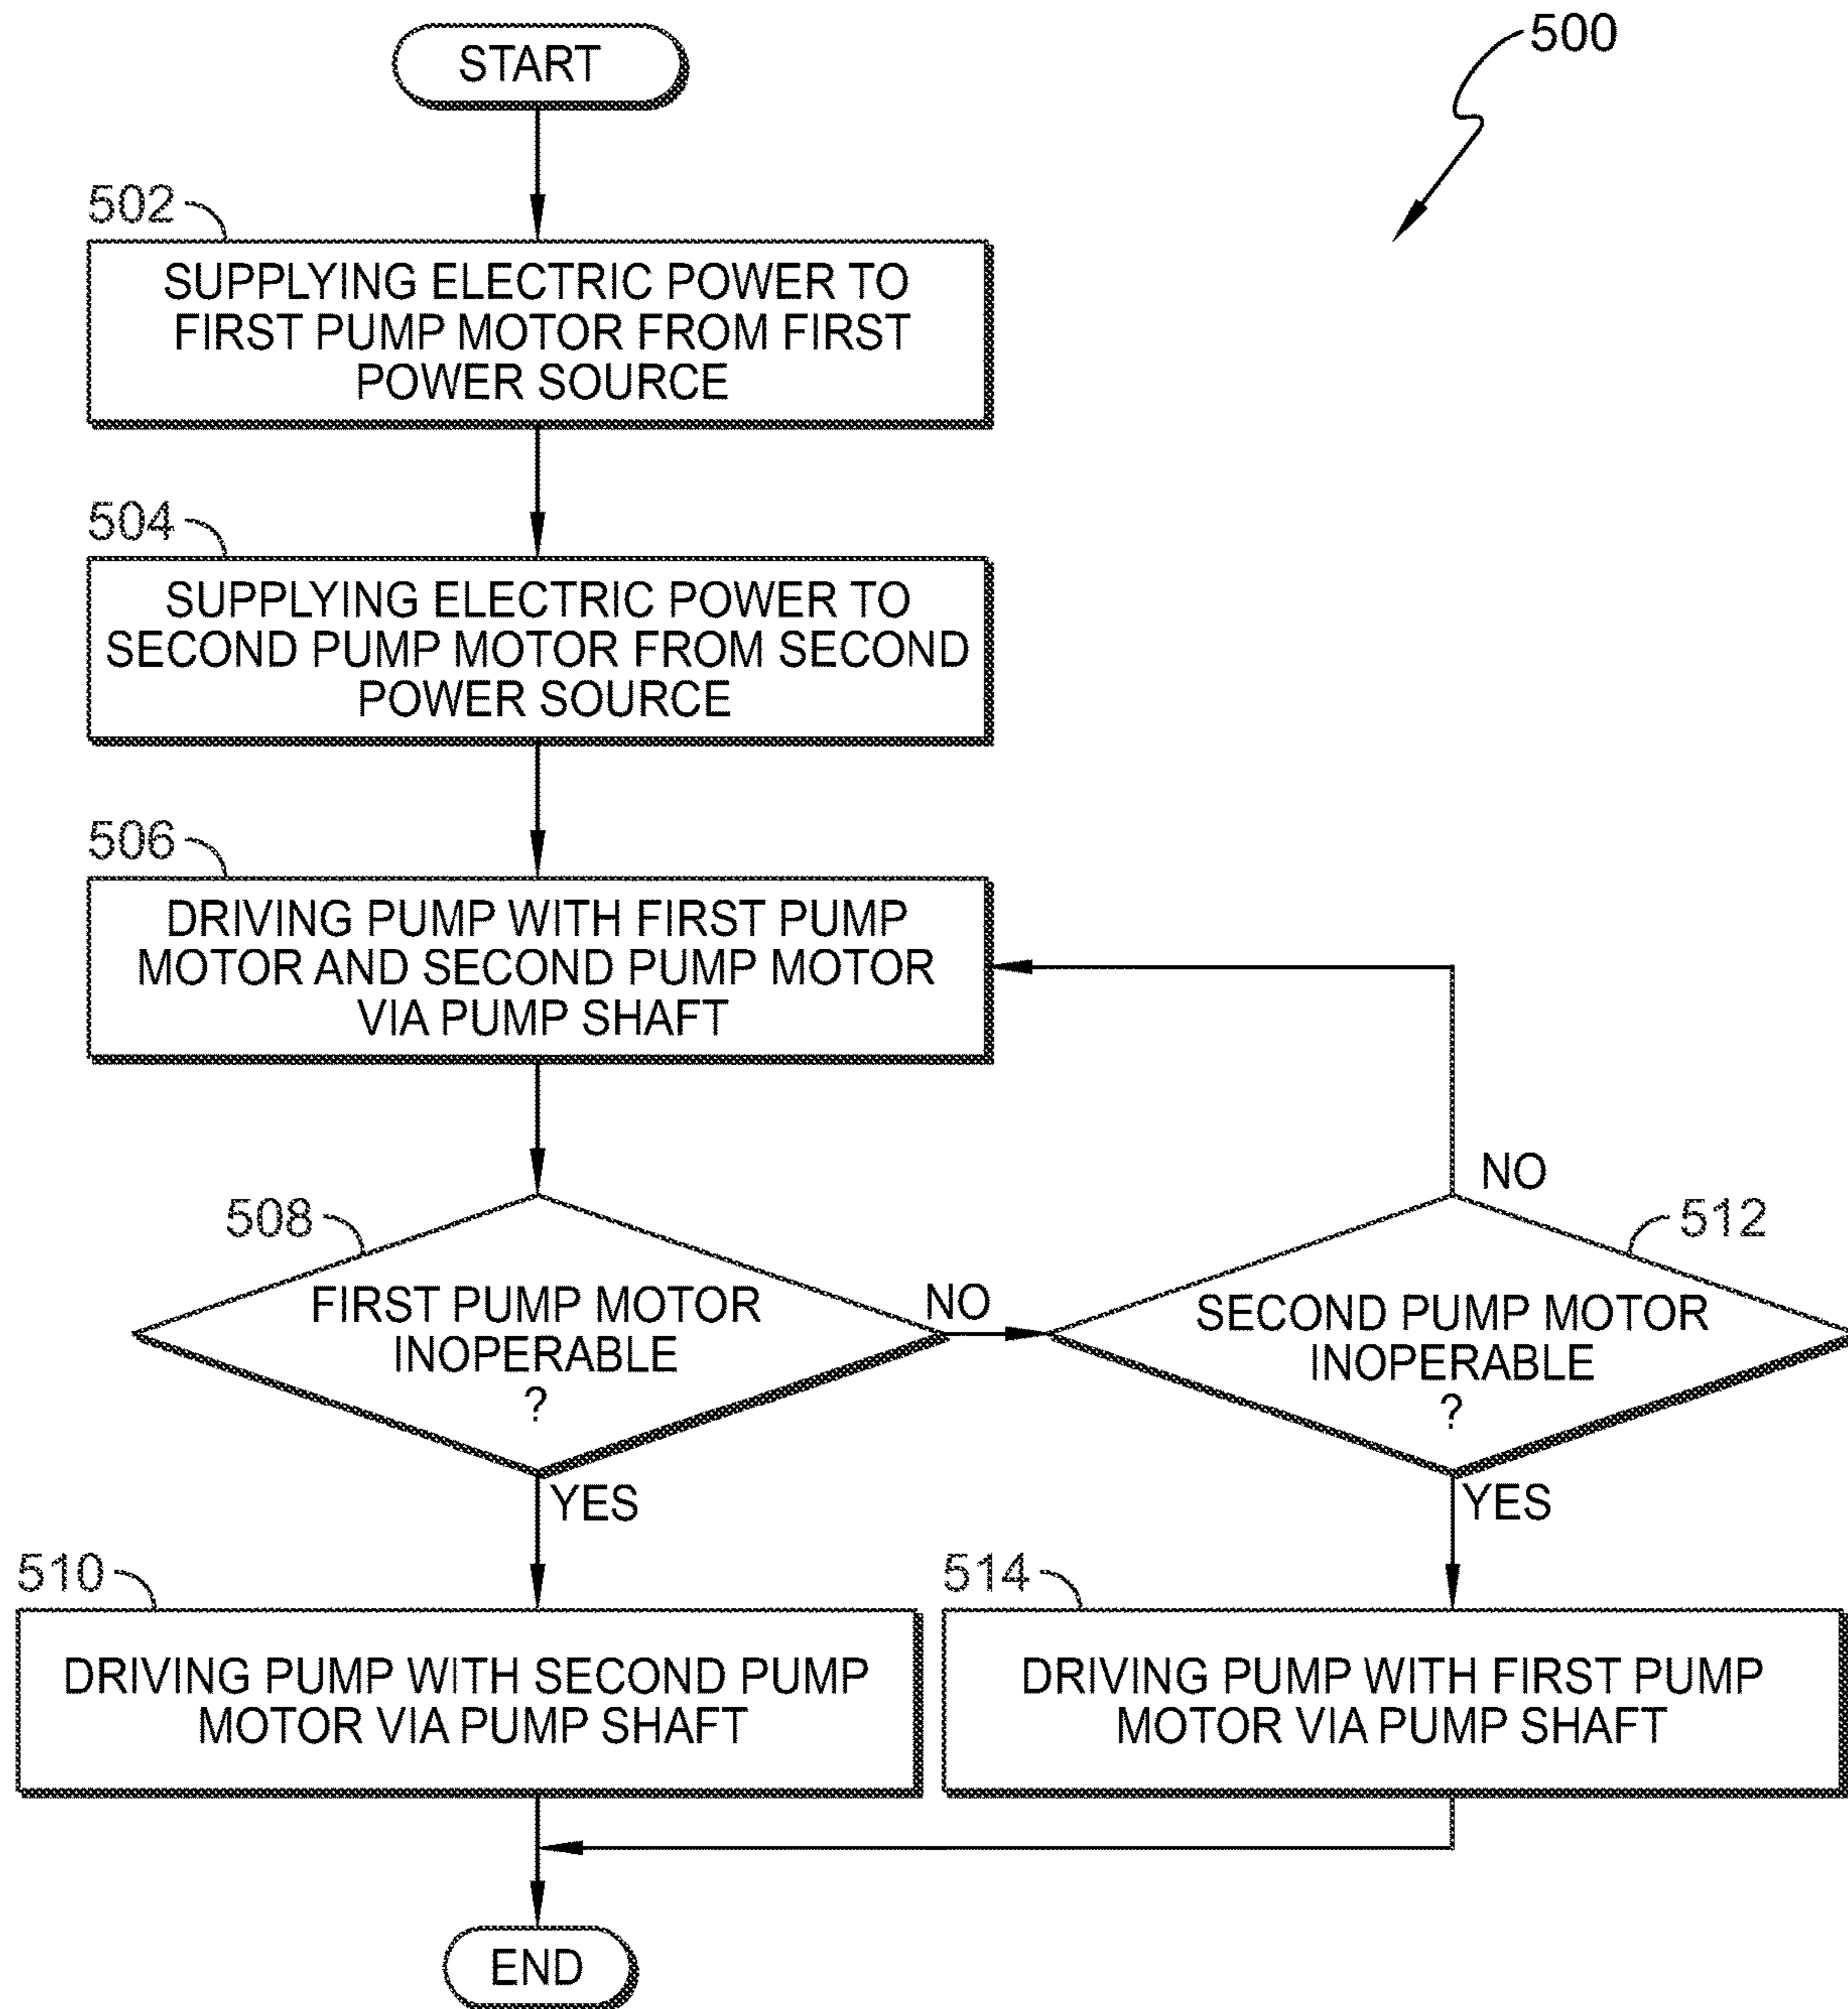 START
500
502
SUPPLYING ELECTRIC POWER TO
FIRST PUMP MOTOR FROM FIRST
POWER SOURCE
504
SUPPLYING ELECTRIC POWER TO
SECOND PUMP MOTOR FROM SECOND
POWER SOURCE
506
DRIVING PUMP WITH FIRST PUMP
MOTOR AND SECOND PUMP MOTOR
VIA PUMP SHAFT
508
FIRST PUMP MOTOR
INOPERABLE
?
NO
YES
512
SECOND PUMP MOTOR
INOPERABLE
?
NO
YES
510
DRIVING PUMP WITH SECOND PUMP
MOTOR VIA PUMP SHAFT
514
DRIVING PUMP WITH FIRST PUMP
MOTOR VIA PUMP SHAFT
END